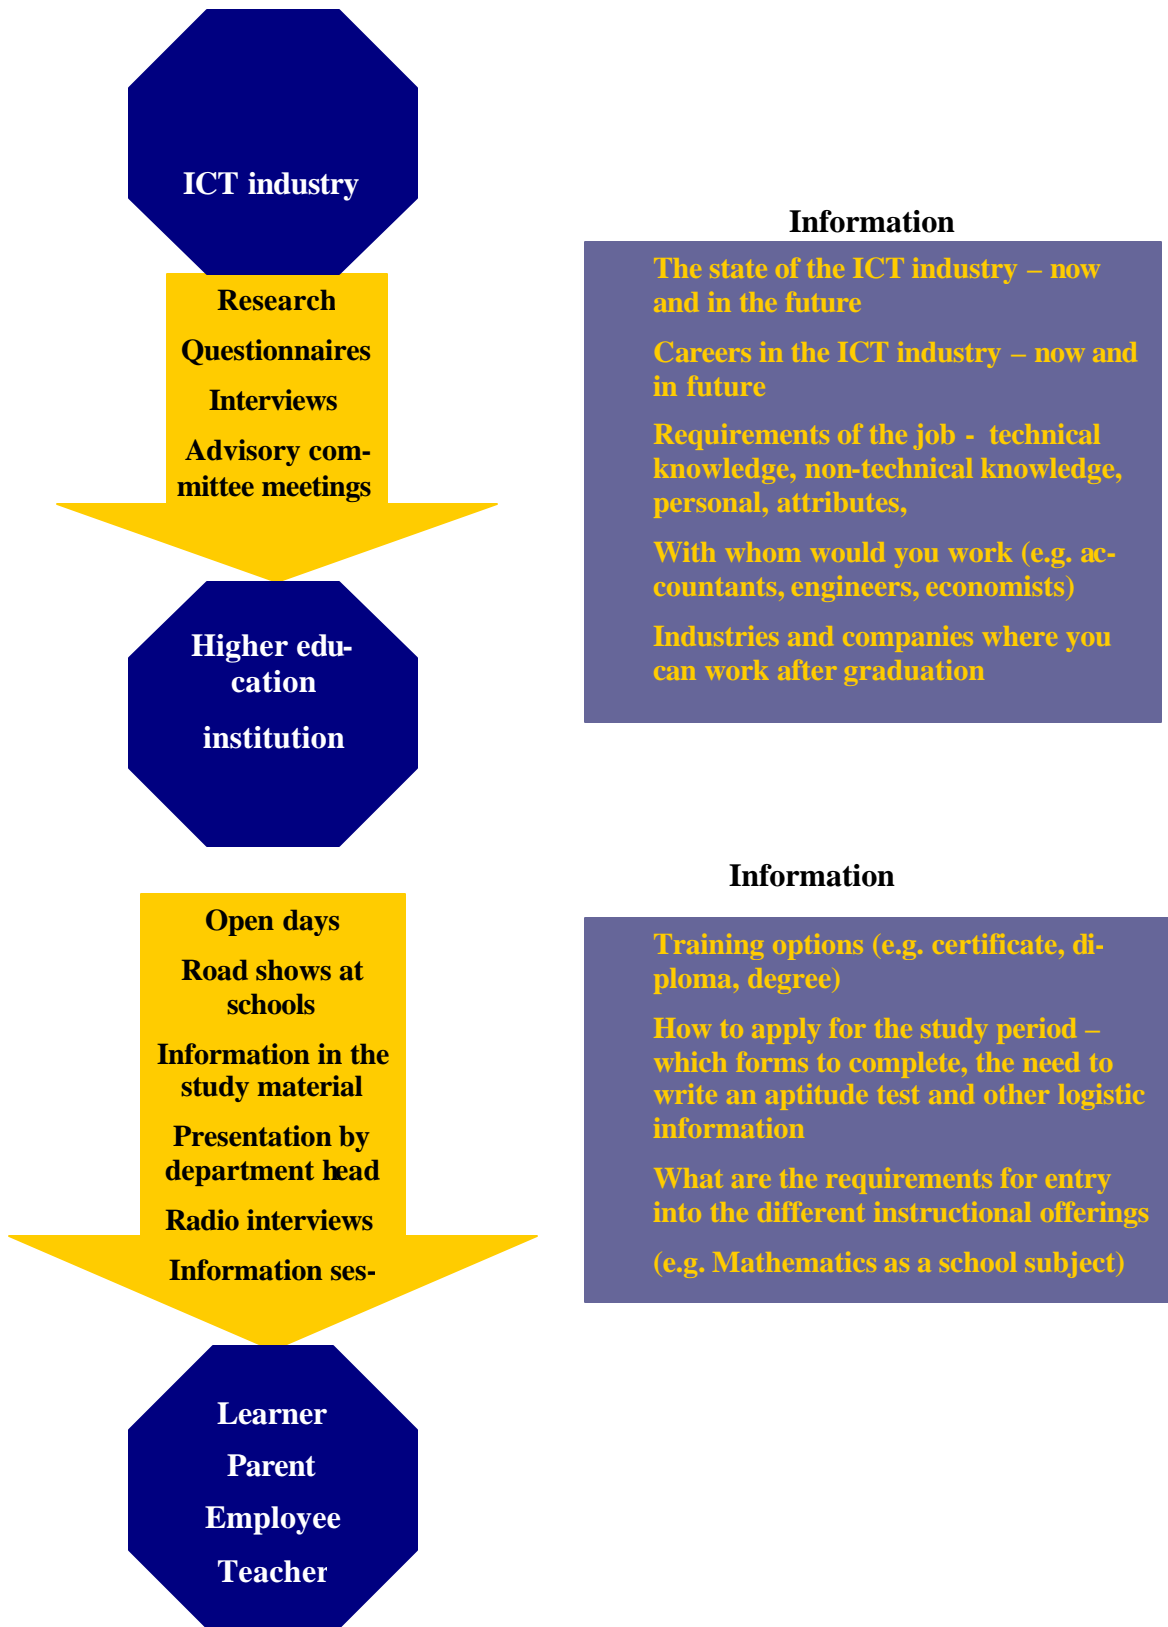 ICT industry
Research
Questionnaires
Interviews
Advisory com-
mittee meetings
Higher edu-
cation
institution
Information
The state of the ICT industry – now
and in the future
Careers in the ICT industry – now and
in future
Requirements of the job -  technical
knowledge, non-technical knowledge,
personal, attributes,
With whom would you work (e.g. ac-
countants, engineers, economists)
Industries and companies where you
can work after graduation
Open days
Road shows at
schools
Information in the
study material
Presentation by
department head
Radio interviews
Information ses-
Information
Training options (e.g. certificate, di-
ploma, degree)
How to apply for the study period –
which forms to complete, the need to
write an aptitude test and other logistic
information
What are the requirements for entry
into the different instructional offerings
(e.g. Mathematics as a school subject)
Learner
Parent
Employee
Teacher